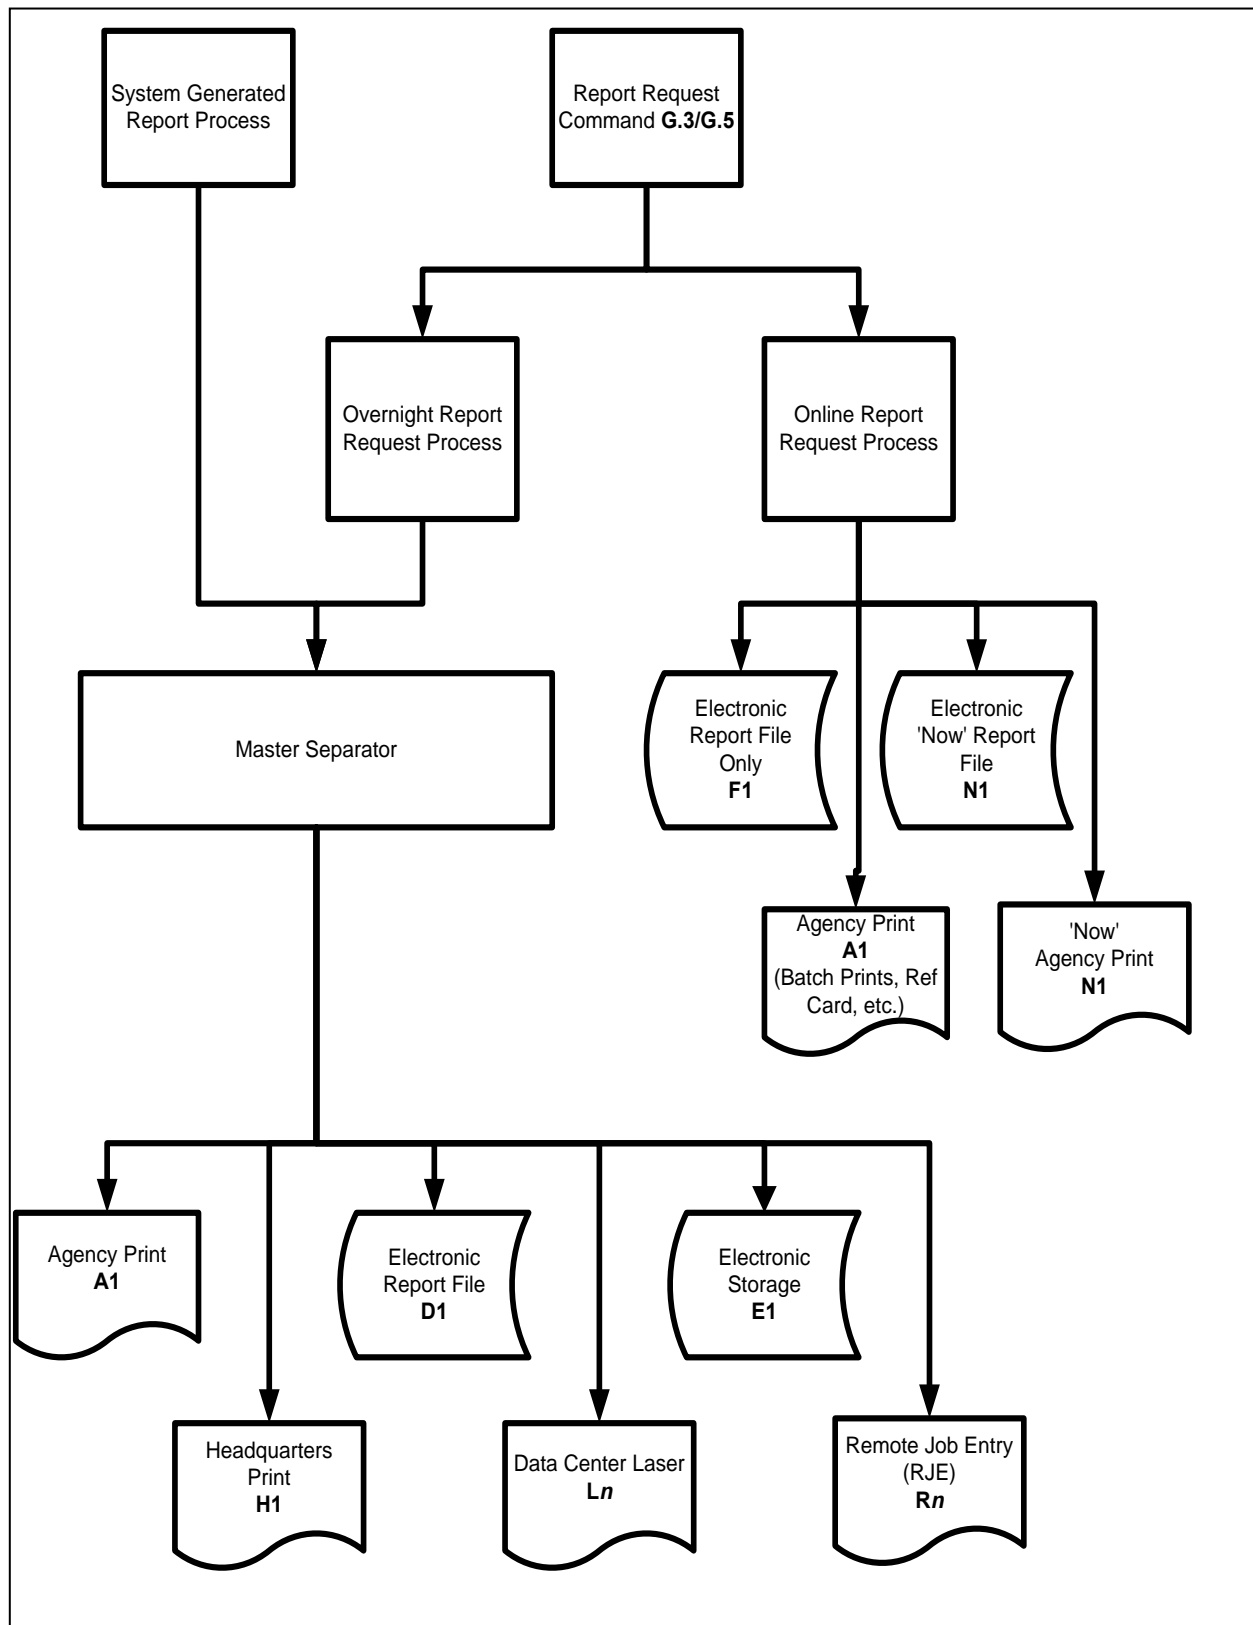 System Generated
Report Process
Report Request
Command G.3/G.5
Overnight Report
Request Process
Online Report
Request Process
Master Separator
Electronic
Report File
Only
F1
Electronic
'Now' Report
File
N1
Agency Print
A1
(Batch Prints, Ref
Card, etc.)
'Now'
Agency Print
N1
Agency Print
A1
Electronic
Report File
D1
Electronic
Storage
E1
Headquarters
Print
H1
Data Center Laser
Ln
Remote Job Entry
(RJE)
Rn